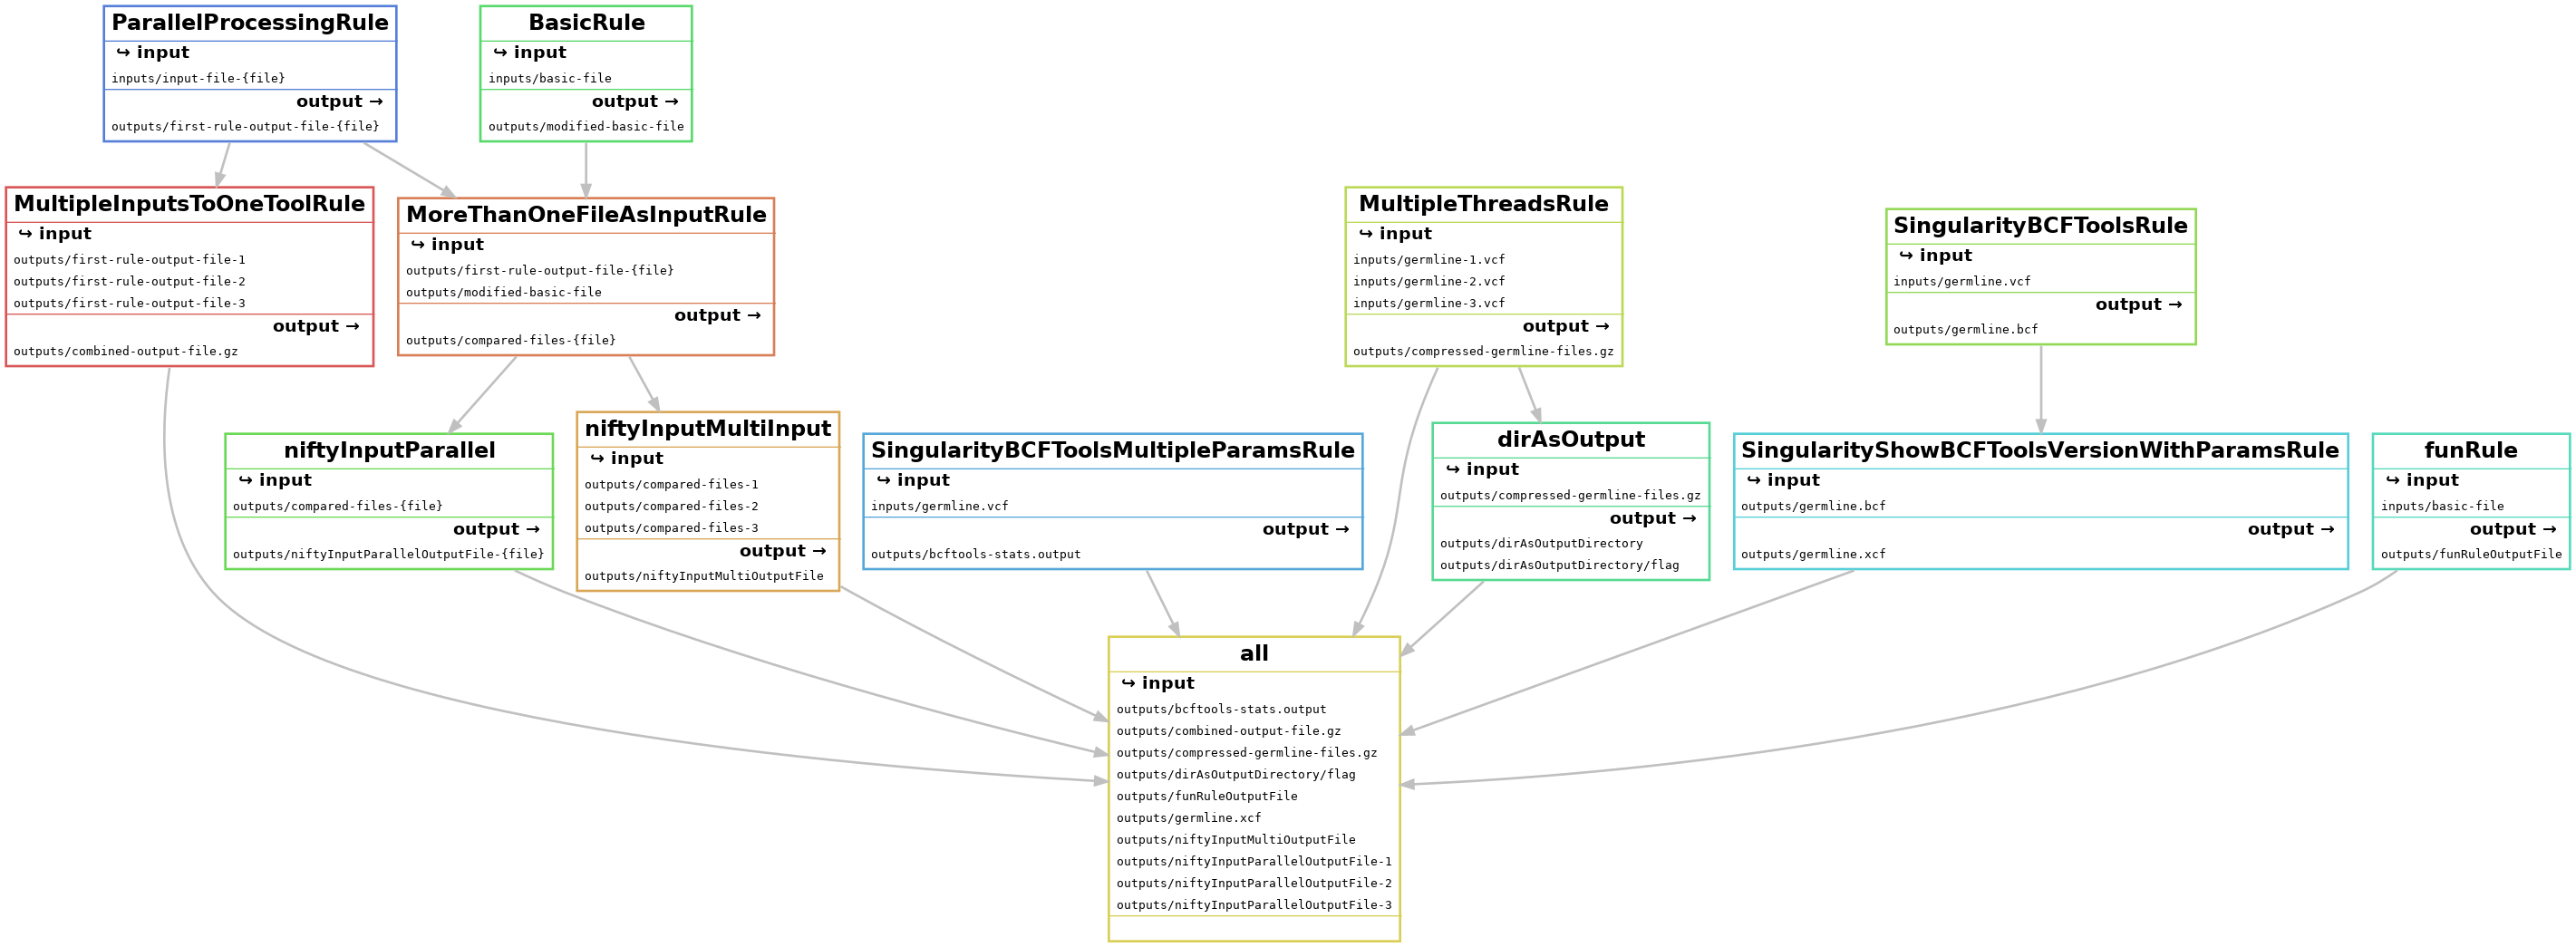 ParallelProcessingRule
↪ input
inputs/input-file-{file}
output →
outputs/first-rule-output-file-{file}
BasicRule
↪ input
inputs/basic-file
output →
outputs/modified-basic-file
MultipleInputsToOneToolRule
↪ input
outputs/first-rule-output-file-1
outputs/first-rule-output-file-2
outputs/first-rule-output-file-3
output →
outputs/combined-output-file.gz
MoreThanOneFileAsInputRule
↪ input
outputs/first-rule-output-file-{file}
outputs/modified-basic-file
output →
outputs/compared-files-{file}
MultipleThreadsRule
↪ input
inputs/germline-1.vcf
inputs/germline-2.vcf
inputs/germline-3.vcf
output →
outputs/compressed-germline-files.gz
SingularityBCFToolsRule
↪ input
inputs/germline.vcf
output →
outputs/germline.bcf
niftyInputParallel
↪ input
outputs/compared-files-{file}
output →
outputs/niftyInputParallelOutputFile-{file}
niftyInputMultiInput
↪ input
outputs/compared-files-1
outputs/compared-files-2
outputs/compared-files-3
output →
outputs/niftyInputMultiOutputFile
SingularityBCFToolsMultipleParamsRule
↪ input
inputs/germline.vcf
output →
outputs/bcftools-stats.output
dirAsOutput
↪ input
outputs/compressed-germline-files.gz
output →
outputs/dirAsOutputDirectory
outputs/dirAsOutputDirectory/flag
SingularityShowBCFToolsVersionWithParamsRule
↪ input
outputs/germline.bcf
output →
outputs/germline.xcf
funRule
↪ input
inputs/basic-file
output →
outputs/funRuleOutputFile
all
↪ input
outputs/bcftools-stats.output
outputs/combined-output-file.gz
outputs/compressed-germline-files.gz
outputs/dirAsOutputDirectory/flag
outputs/funRuleOutputFile
outputs/germline.xcf
outputs/niftyInputMultiOutputFile
outputs/niftyInputParallelOutputFile-1
outputs/niftyInputParallelOutputFile-2
outputs/niftyInputParallelOutputFile-3